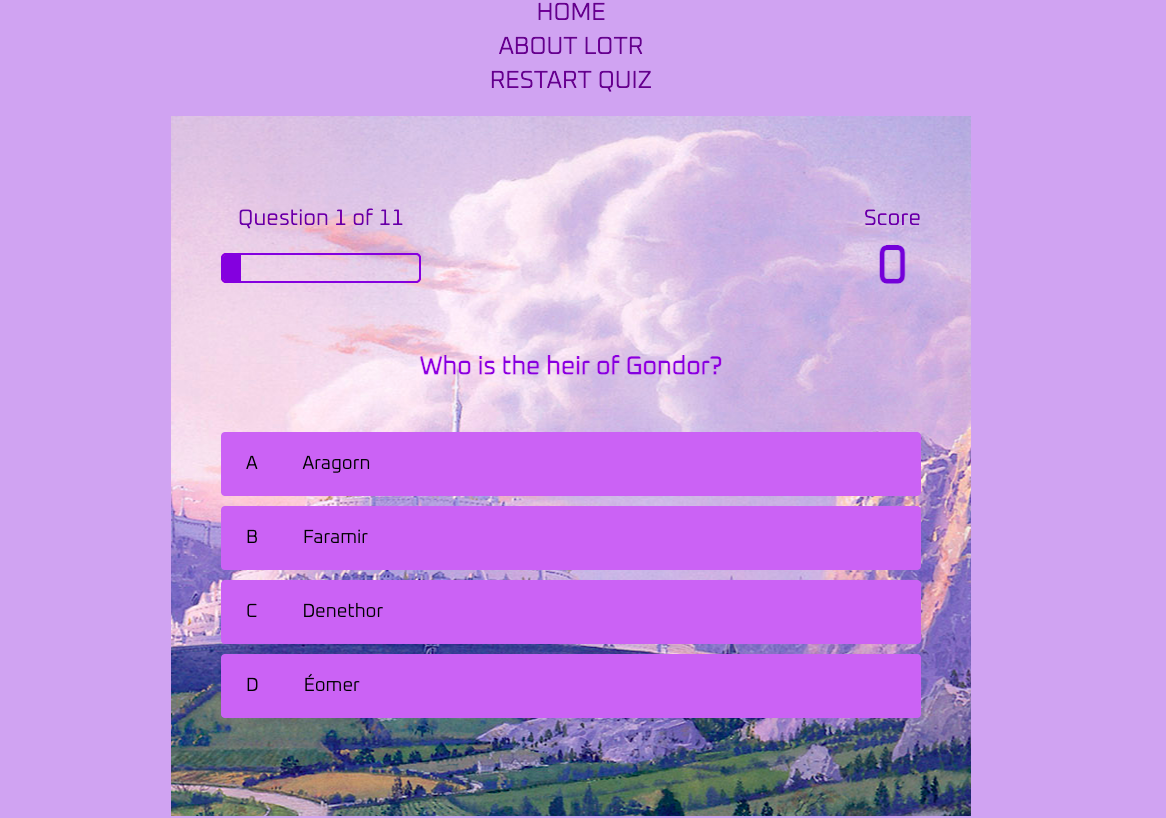 HOME
ABOUT LOTR
RESTART QUIZ
Question 1 of 11
Score
0
Who is the heir of Gondor?
A Aragorn
B Faramir
C Denethor
D Éomer